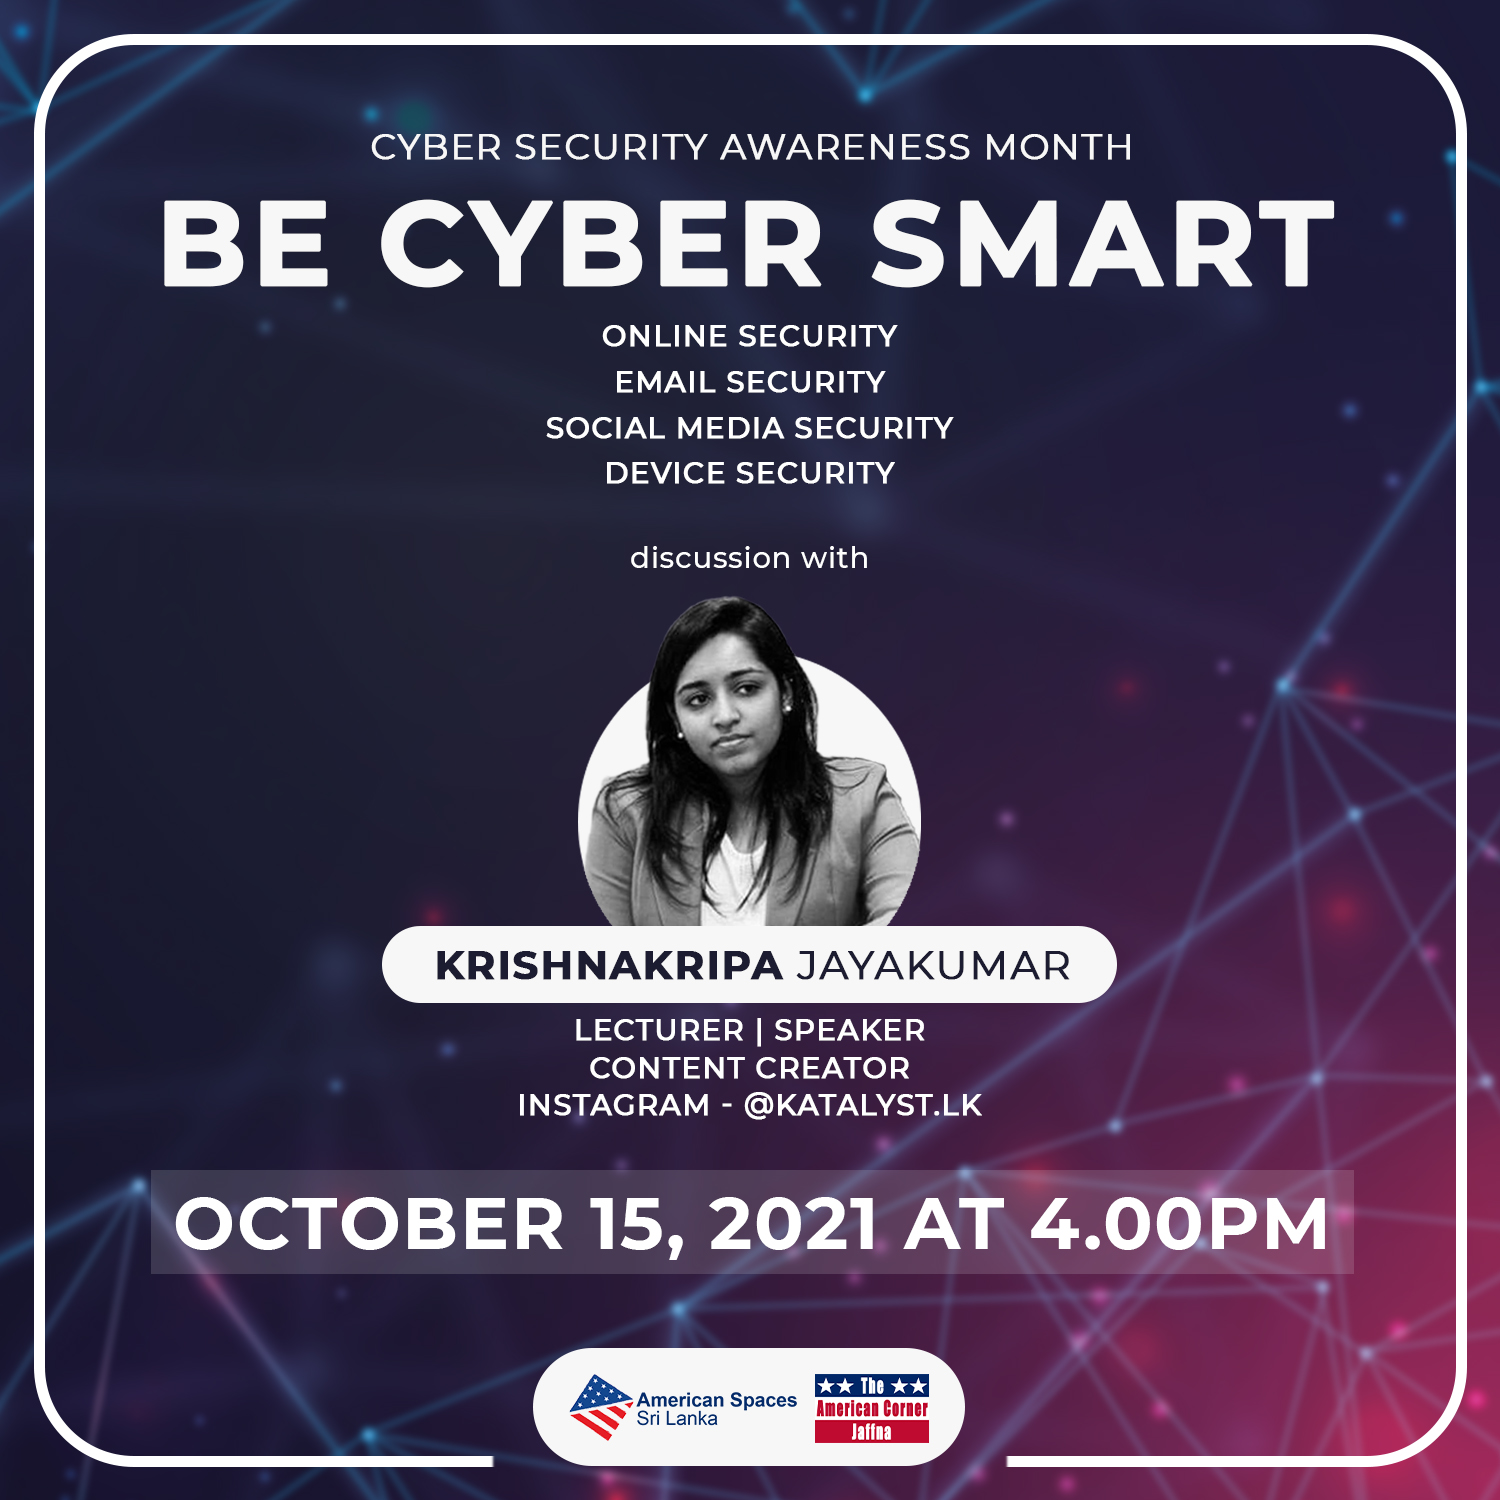 CYBER SECURITY AWARENESS MONTH
BE CYBER SMART
ONLINE SECURITY
EMAIL SECURITY
SOCIAL MEDIA SECURITY
DEVICE SECURITY
discussion with
KRISHNAKRIPA JAYAKUMAR
LECTURER | SPEAKER
CONTENT CREATOR
INSTAGRAM - @KATALYST.LK
OCTOBER 15, 2021 AT 4.00PM
American Spaces
Sri Lanka
The
American Corner
Jaffna